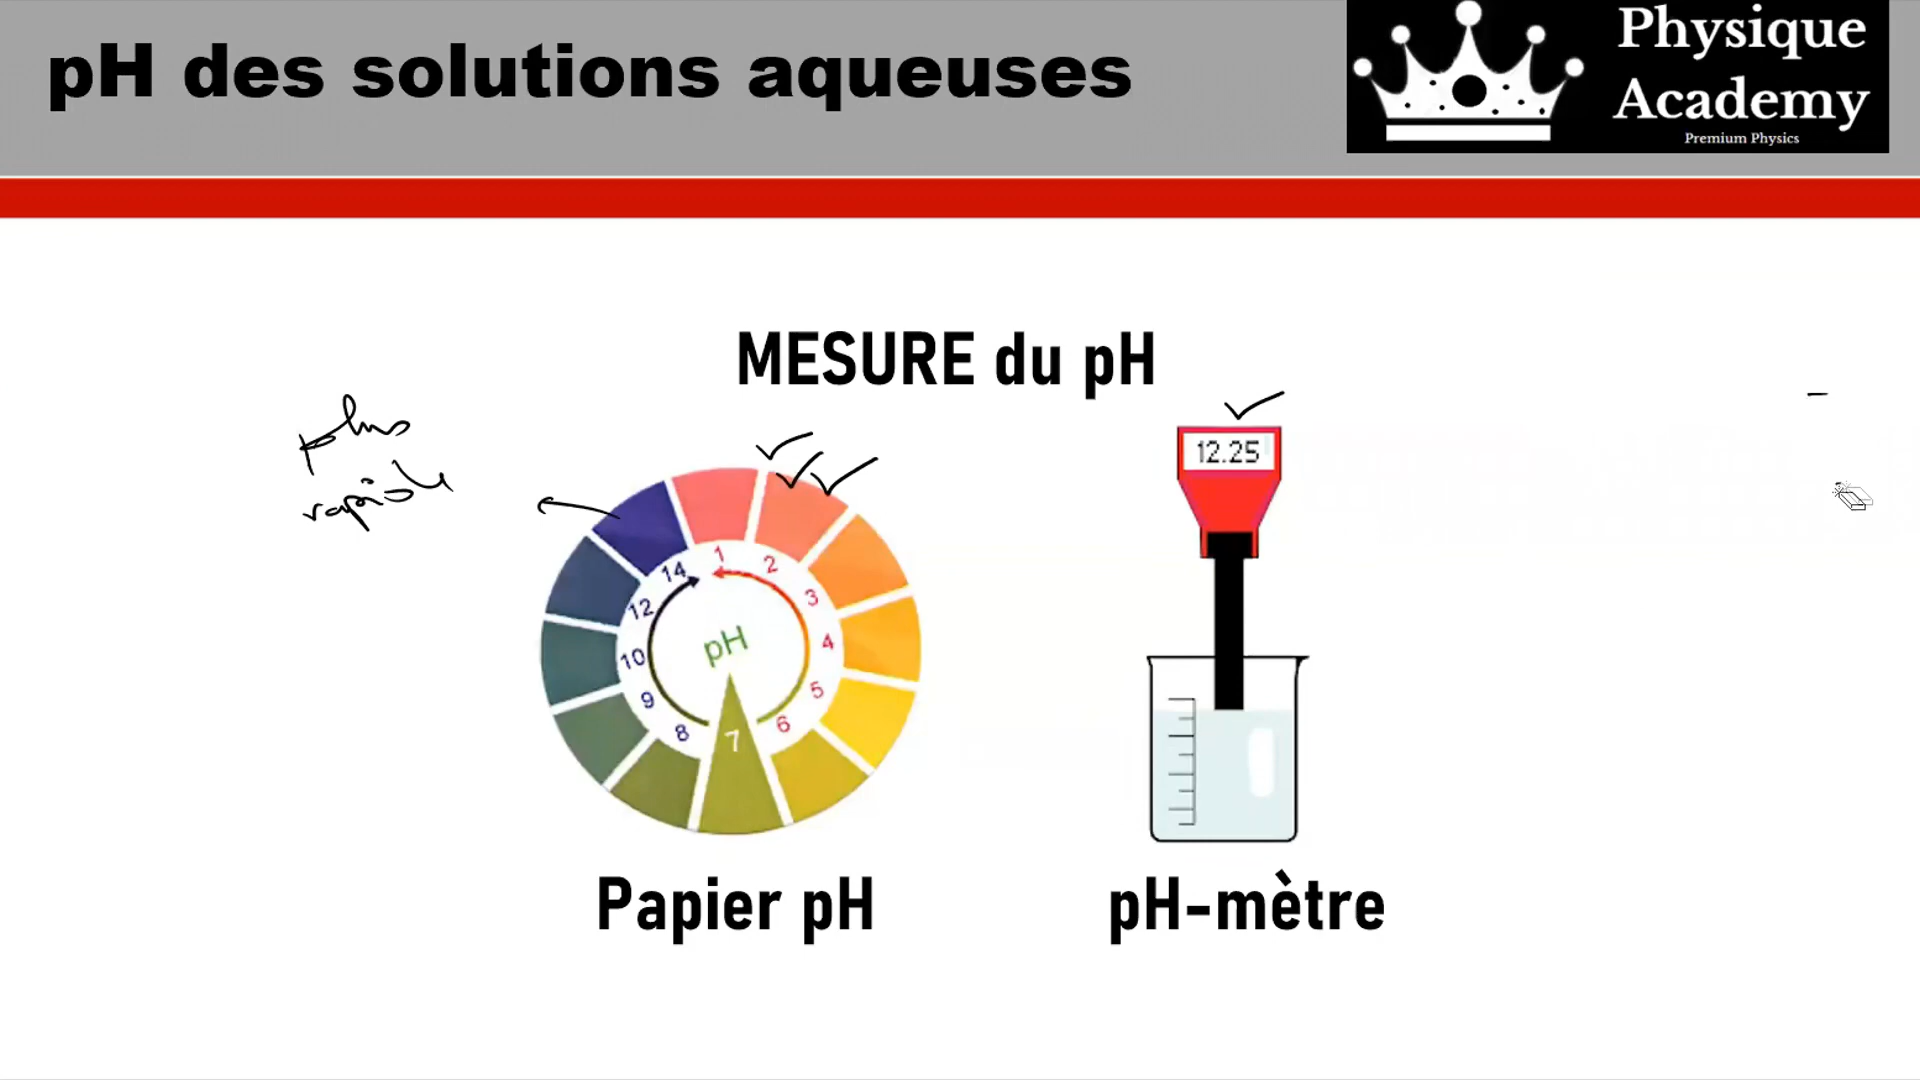 pH des solutions aqueuses
Physique
Academy
Premium Physics
MESURE du pH
plus
rapide
12.25
1
2
3
4
5
6
7
8
9
10
12
14
pH
Papier pH
pH-mètre